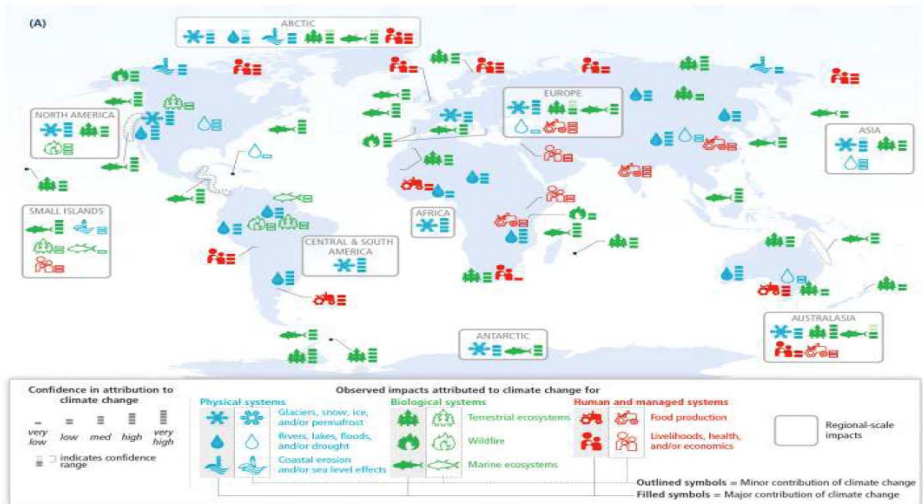 (A)
ARCTIC
NORTH AMERICA
EUROPE
ASIA
SMALL ISLANDS
AFRICA
CENTRAL & SOUTH
AMERICA
ANTARCTIC
AUSTRALASIA
Confidence in attribution to
climate change
very
low
low
med
high
very
high
indicates confidence
range
Observed impacts attributed to climate change for
Physical systems
Glaciers, snow, ice,
and/or permafrost
Rivers, lakes, floods,
and/or drought
Coastal erosion
and/or sea level effects
Biological systems
Terrestrial ecosystems
Wildfire
Marine ecosystems
Human and managed systems
Food production
Livelihoods, health,
and/or economics
Regional-scale
impacts
Outlined symbols = Minor contribution of climate change
Filled symbols = Major contribution of climate change